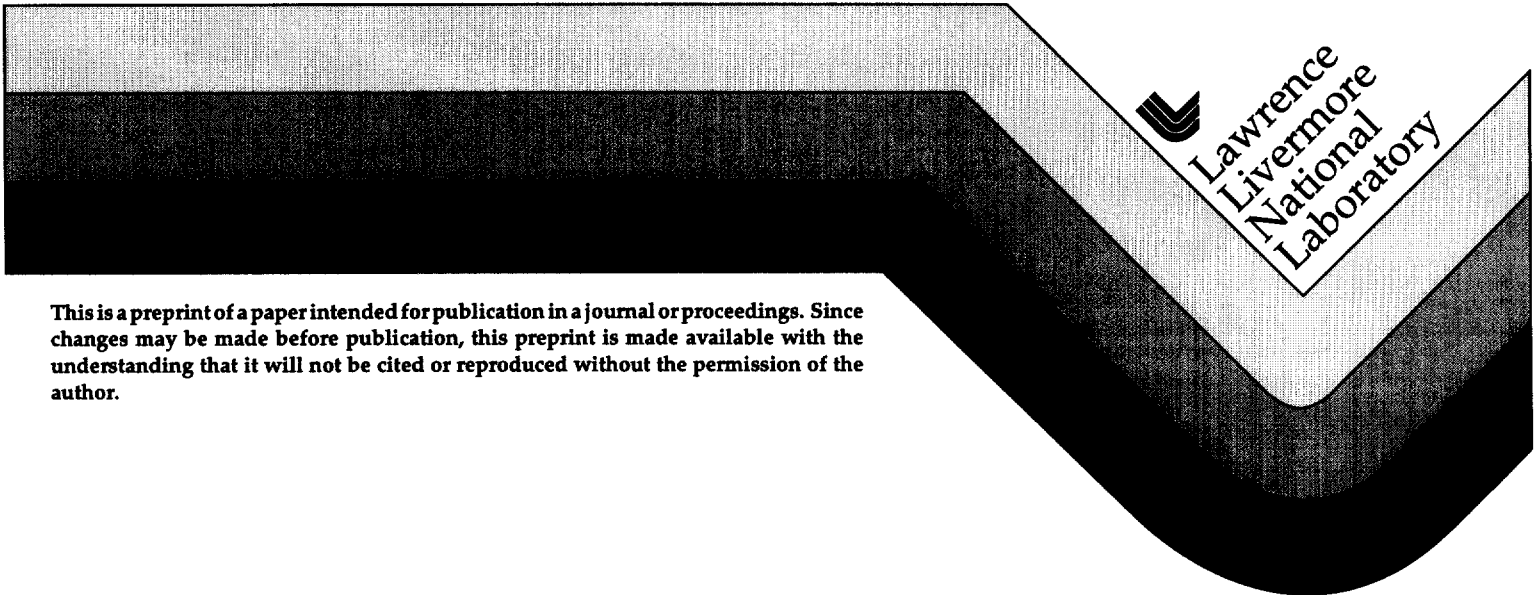 Lawrence
Livermore
National
Laboratory
This is a preprint of a paper intended for publication in a journal or proceedings. Since
changes may be made before publication, this preprint is made available with the
understanding that it will not be cited or reproduced without the permission of the
author.